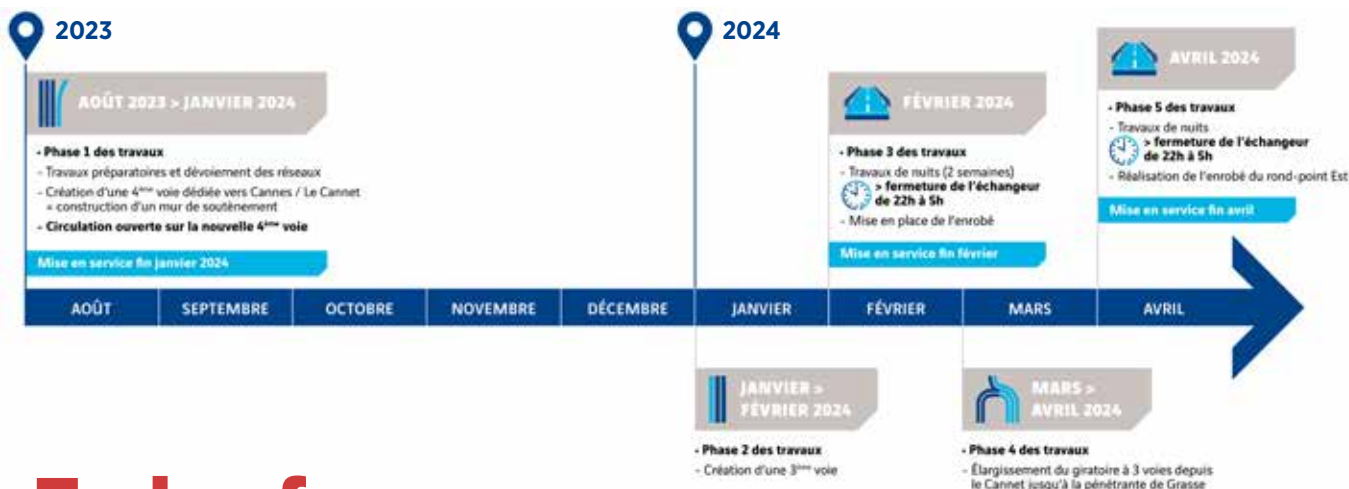 2023
2024
AOÛT 2023 > JANVIER 2024
- Phase 1 des travaux
- Travaux préparatoires et dévoiement des réseaux
- Création d'une 4ème voie dédiée vers Cannes / Le Cannet
= construction d'un mur de soutènement
- Circulation ouverte sur la nouvelle 4ème voie
Mise en service fin janvier 2024
FÉVRIER 2024
- Phase 3 des travaux
- Travaux de nuits (2 semaines)
> fermeture de l'échangeur
de 22h à 5h
- Mise en place de l'enrobé
Mise en service fin février
AVRIL 2024
- Phase 5 des travaux
- Travaux de nuits
> fermeture de l'échangeur
de 22h à 5h
- Réalisation de l'enrobé du rond-point Est
Mise en service fin avril
AOÛT SEPTEMBRE OCTOBRE NOVEMBRE DÉCEMBRE JANVIER FÉVRIER MARS AVRIL
JANVIER >
FÉVRIER 2024
- Phase 2 des travaux
- Création d'une 3ème voie
MARS >
AVRIL 2024
- Phase 4 des travaux
- Élargissement du giratoire à 3 voies depuis
le Cannet jusqu'à la pénétrante de Grasse